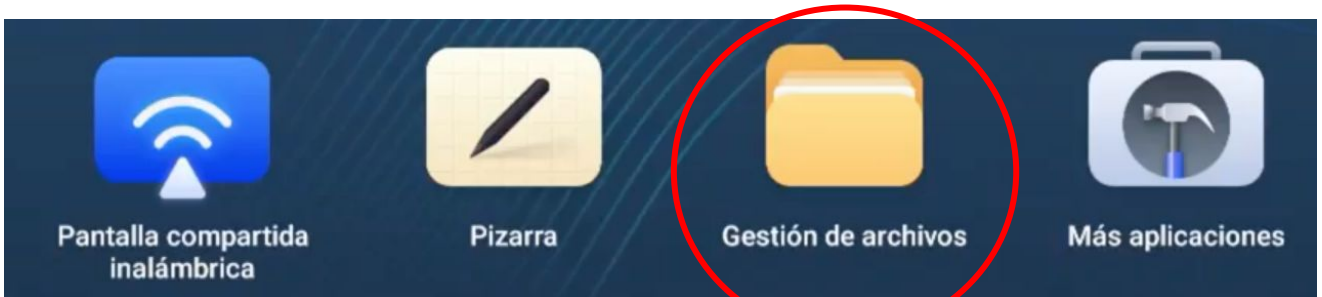 Pantalla compartida
inalámbrica
Pizarra
Gestión de archivos
Más aplicaciones